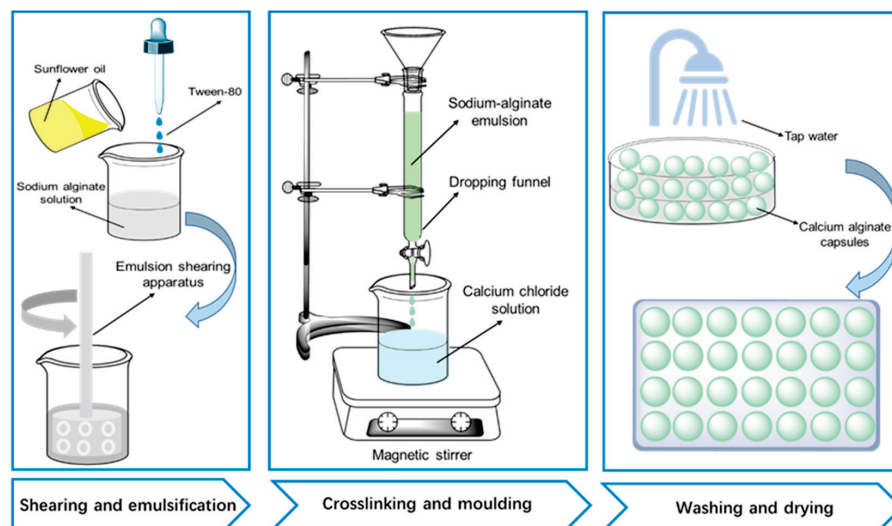 Sunflower oil
Tween-80
Sodium alginate
solution
Emulsion shearing
apparatus
Sodium-alginate
emulsion
Dropping funnel
Calcium chloride
solution
Magnetic stirrer
Tap water
Calcium alginate
capsules
Shearing and emulsification
Crosslinking and moulding
Washing and drying